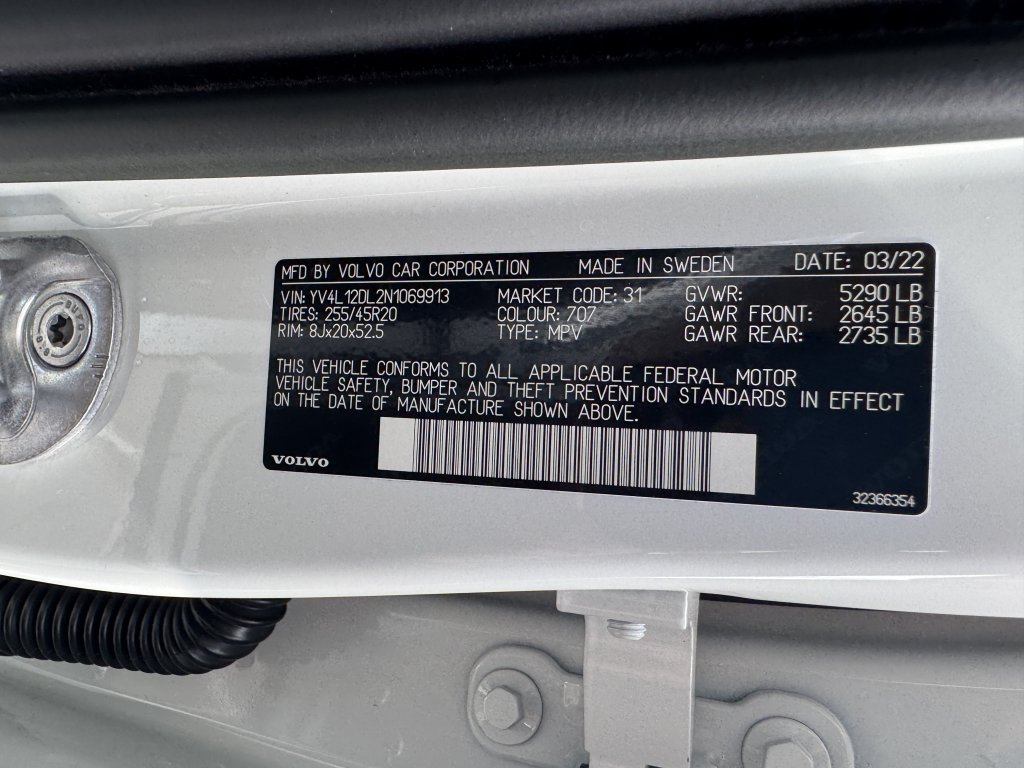 MFD BY VOLVO CAR CORPORATION MADE IN SWEDEN DATE: 03/22
VIN: YV4L12DL2N1069913 MARKET CODE: 31 GVWR: 5290 LB
TIRES: 255/45R20 COLOUR: 707 GAWR FRONT: 2645 LB
RIM: 8Jx20x52.5 TYPE: MPV GAWR REAR: 2735 LB
THIS VEHICLE CONFORMS TO ALL APPLICABLE FEDERAL MOTOR
VEHICLE SAFETY, BUMPER AND THEFT PREVENTION STANDARDS IN EFFECT
ON THE DATE OF MANUFACTURE SHOWN ABOVE.
VOLVO
32366354